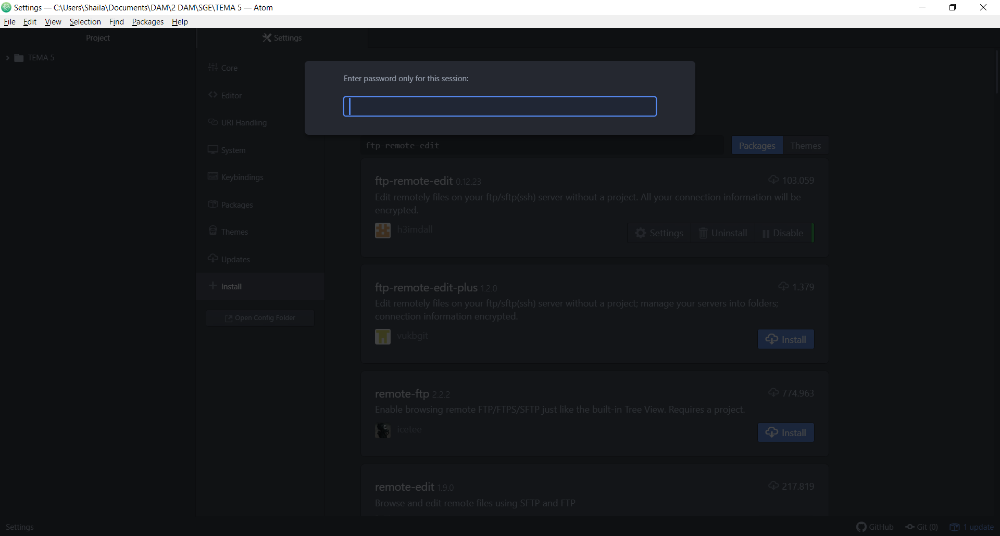 Settings — C:\Users\Shaila\Documents\DAM\2 DAM\SGE\TEMA 5 — Atom
File Edit View Selection Find Packages Help
Project
Settings
TEMA 5
Core
Editor
URI Handling
System
Keybindings
Packages
Themes
Updates
Install
Open Config Folder
Enter password only for this session:
ftp-remote-edit
Packages Themes
ftp-remote-edit 0.12.23 103.059
Edit remotely files on your ftp/sftp(ssh) server without a project. All your connection information will be
encrypted.
h3imdall
Settings Uninstall Disable
ftp-remote-edit-plus 1.2.0 1.379
Edit remotely files on your ftp/sftp(ssh) server without a project; manage your servers into folders;
connection information encrypted.
vukbgit
Install
remote-ftp 2.2.2 774.963
Enable browsing remote FTP/FTPS/SFTP just like the built-in Tree View. Requires a project.
icetee
Install
remote-edit 1.9.0 217.819
Browse and edit remote files using SFTP and FTP
Settings
GitHub Git (0) 1 update